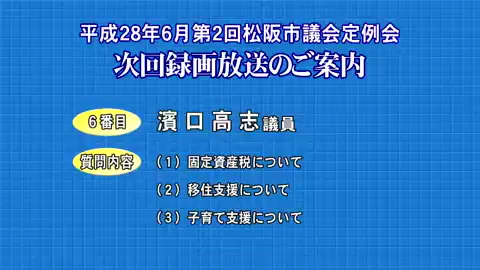 平成28年6月第2回松阪市議会定例会
次回録画放送のご案内
6番目 濱口高志議員
質問内容 (1) 固定資産税について
(2) 移住支援について
(3) 子育て支援について